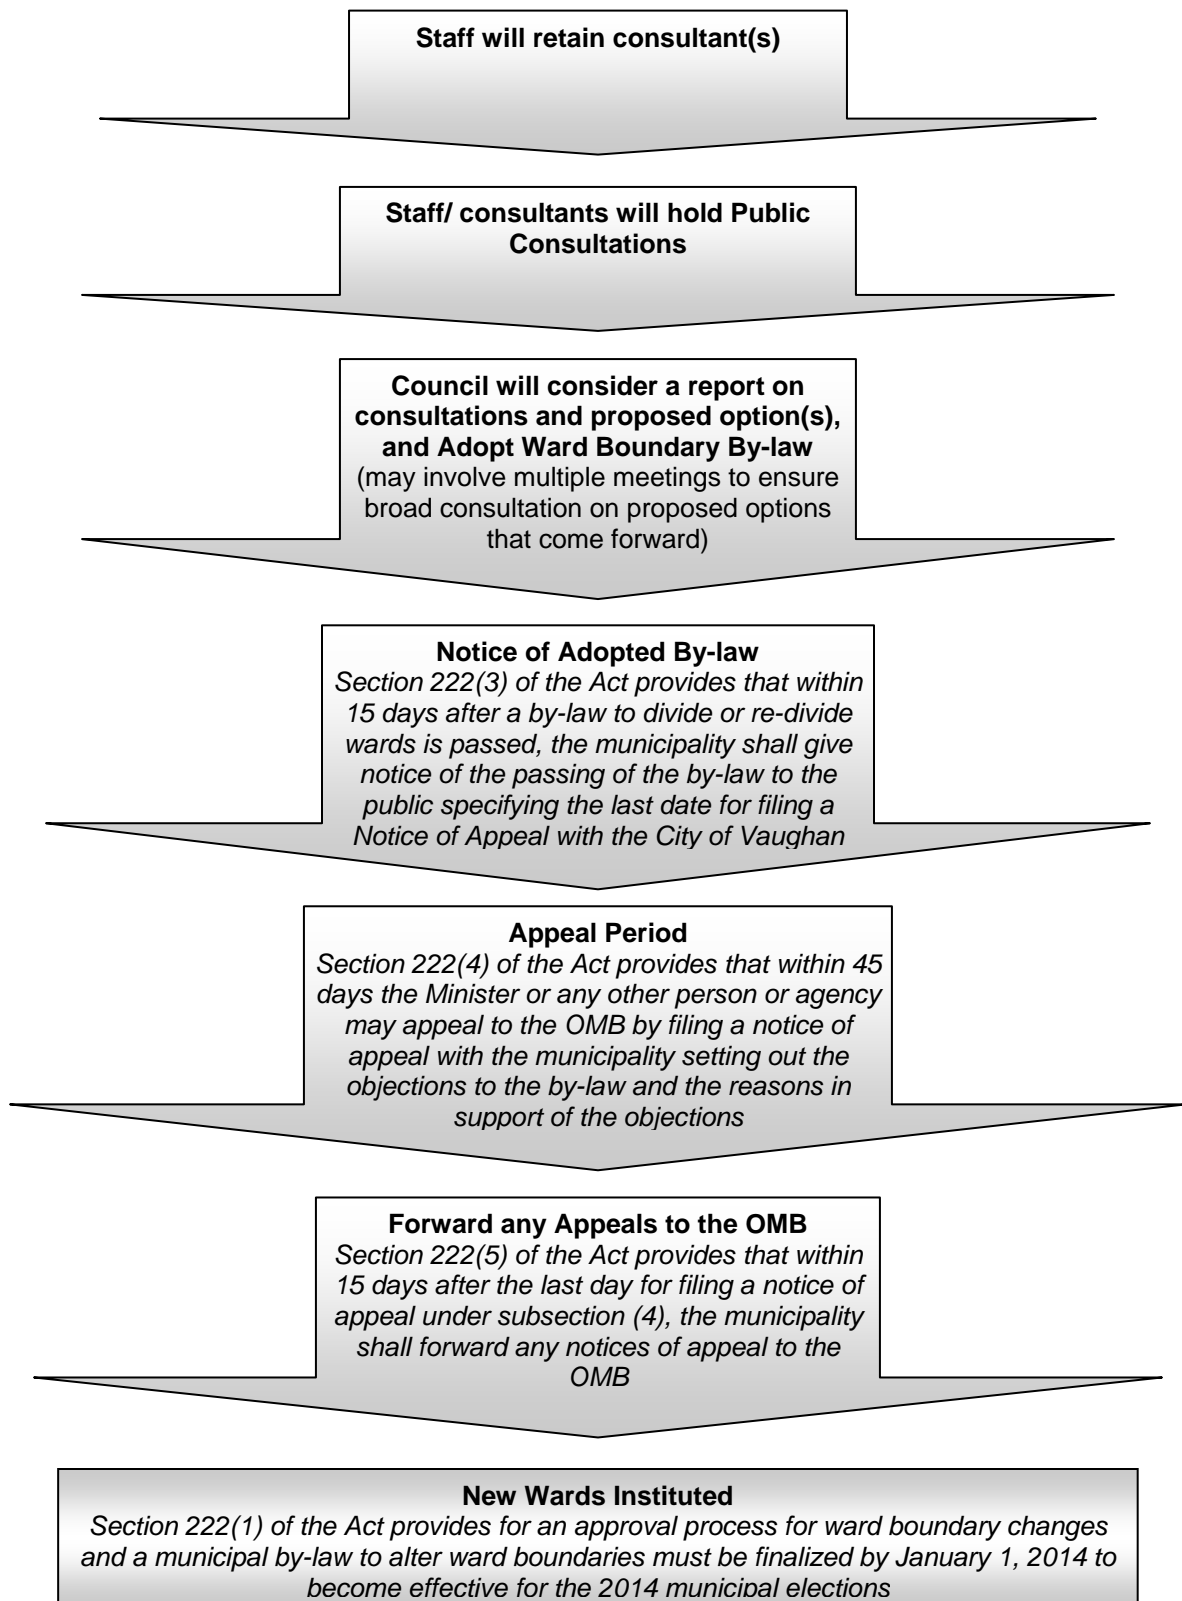 Staff will retain consultant(s)
Staff/ consultants will hold Public
Consultations
Council will consider a report on
consultations and proposed option(s),
and Adopt Ward Boundary By-law
(may involve multiple meetings to ensure
broad consultation on proposed options
that come forward)
Notice of Adopted By-law
Section 222(3) of the Act provides that within
15 days after a by-law to divide or re-divide
wards is passed, the municipality shall give
notice of the passing of the by-law to the
public specifying the last date for filing a
Notice of Appeal with the City of Vaughan
Appeal Period
Section 222(4) of the Act provides that within 45
days the Minister or any other person or agency
may appeal to the OMB by filing a notice of
appeal with the municipality setting out the
objections to the by-law and the reasons in
support of the objections
Forward any Appeals to the OMB
Section 222(5) of the Act provides that within
15 days after the last day for filing a notice of
appeal under subsection (4), the municipality
shall forward any notices of appeal to the
OMB
New Wards Instituted
Section 222(1) of the Act provides for an approval process for ward boundary changes
and a municipal by-law to alter ward boundaries must be finalized by January 1, 2014 to
become effective for the 2014 municipal elections